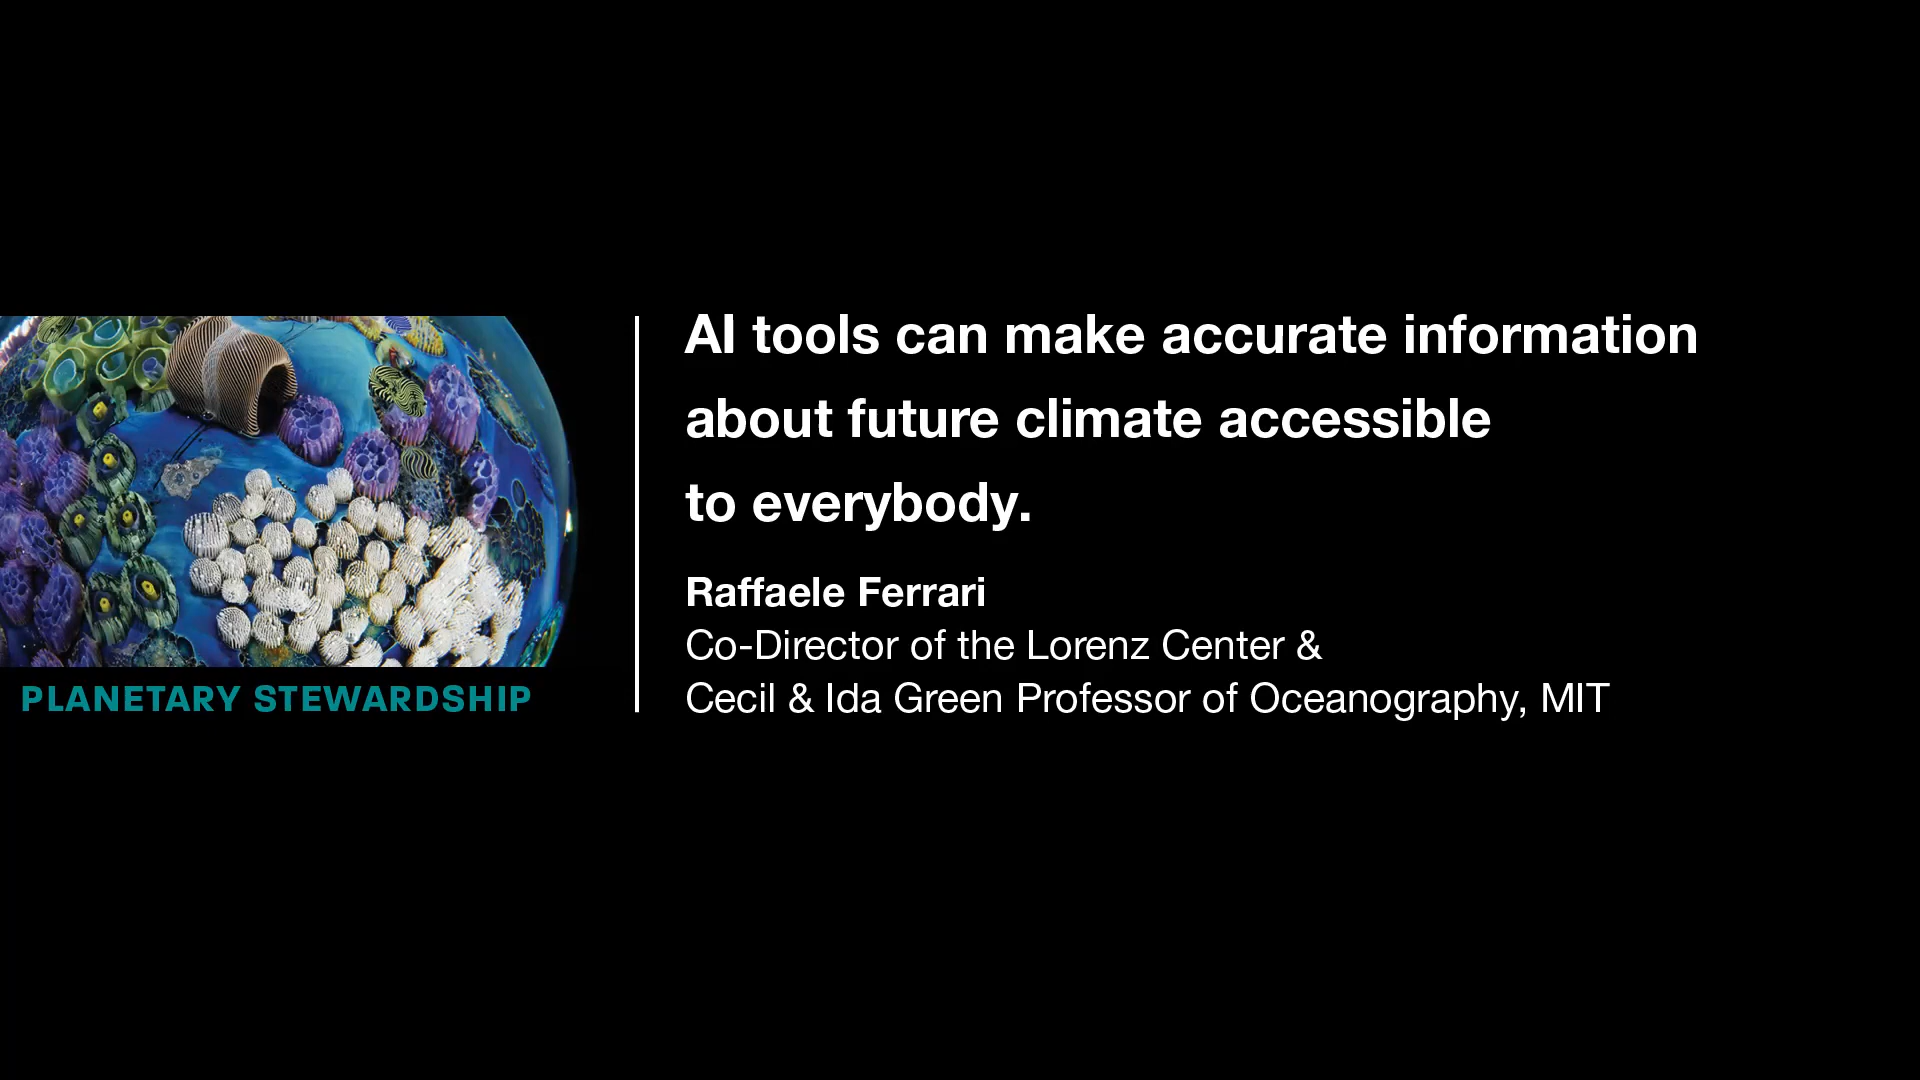 AI tools can make accurate information
about future climate accessible
to everybody.
Raffaele Ferrari
Co-Director of the Lorenz Center &
Cecil & Ida Green Professor of Oceanography, MIT
PLANETARY STEWARDSHIP